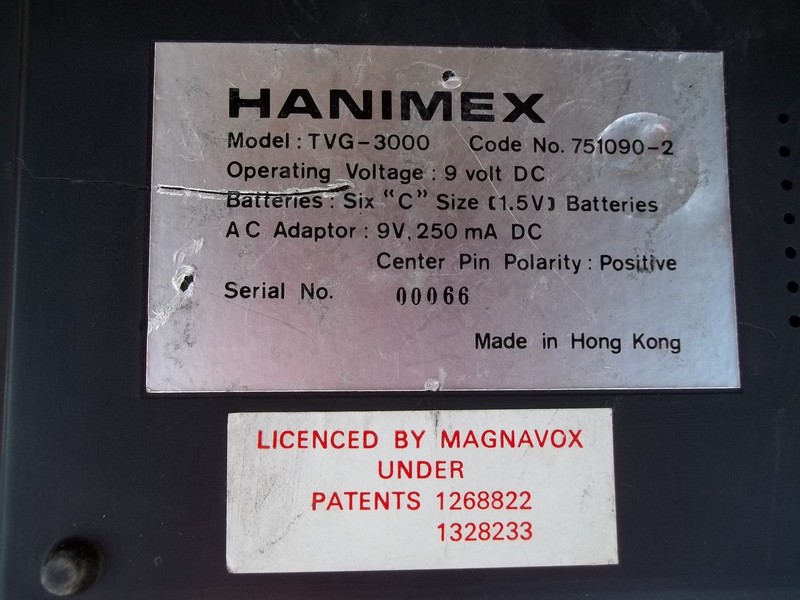 HANIMEX
Model : TVG-3000 Code No. 751090-2
Operating Voltage : 9 volt DC
Batteries : Six "C" Size (1.5V) Batteries
AC Adaptor : 9V, 250 mA DC
Center Pin Polarity : Positive
Serial No. 00066
Made in Hong Kong
LICENCED BY MAGNAVOX
UNDER
PATENTS 1268822
1328233